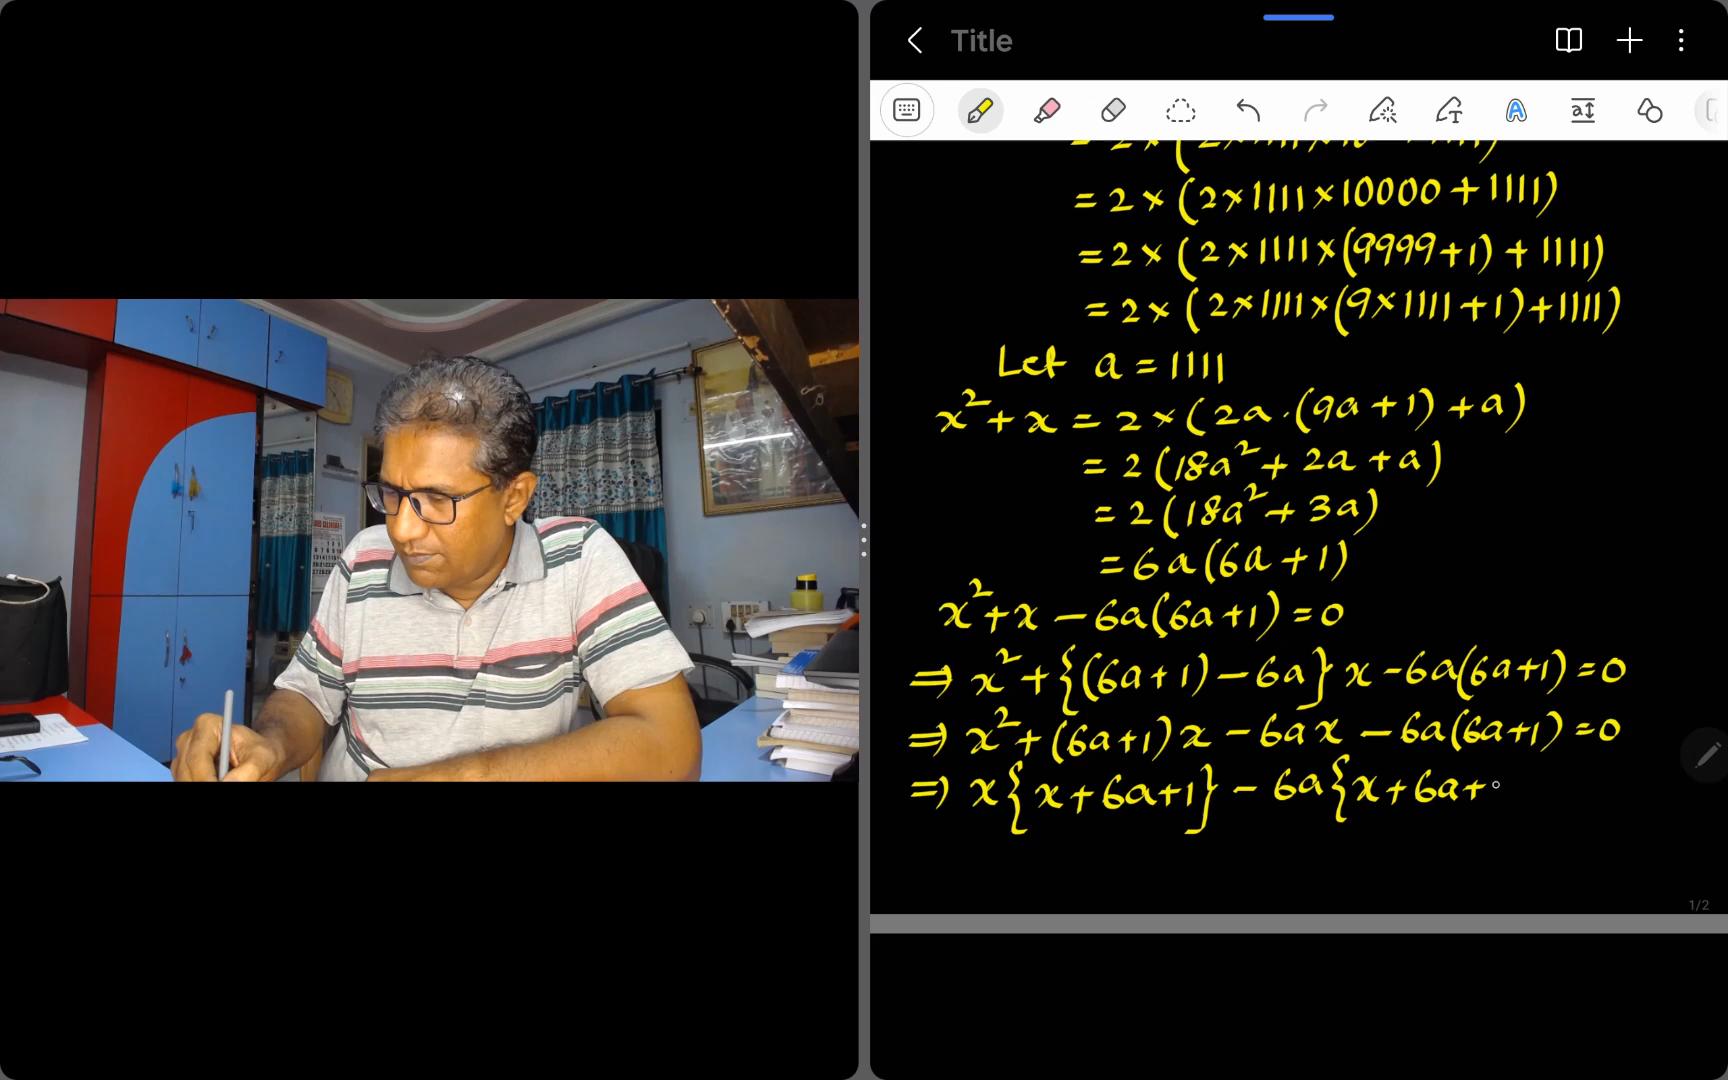 Title
= 2 × (2×1111×10000 + 1111)
= 2 × (2×1111×(9999+1) + 1111)
= 2 × (2×1111×(9×1111+1)+1111)
Let a = 1111
x²+x = 2×(2a·(9a+1)+a)
= 2(18a²+2a+a)
= 2(18a²+3a)
= 6a(6a+1)
x²+x-6a(6a+1)=0
⇒ x²+{(6a+1)-6a}x-6a(6a+1)=0
⇒ x²+(6a+1)x-6ax-6a(6a+1)=0
⇒ x{x+6a+1}-6a{x+6a+
1/2